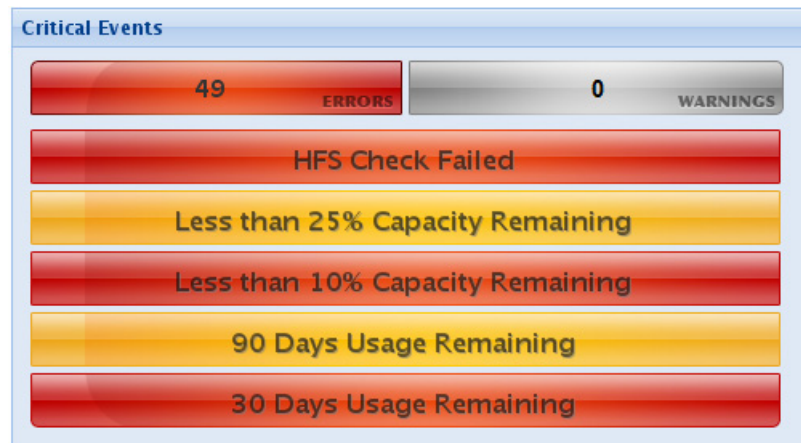 Critical Events
49 ERRORS 0 WARNINGS
HFS Check Failed
Less than 25% Capacity Remaining
Less than 10% Capacity Remaining
90 Days Usage Remaining
30 Days Usage Remaining